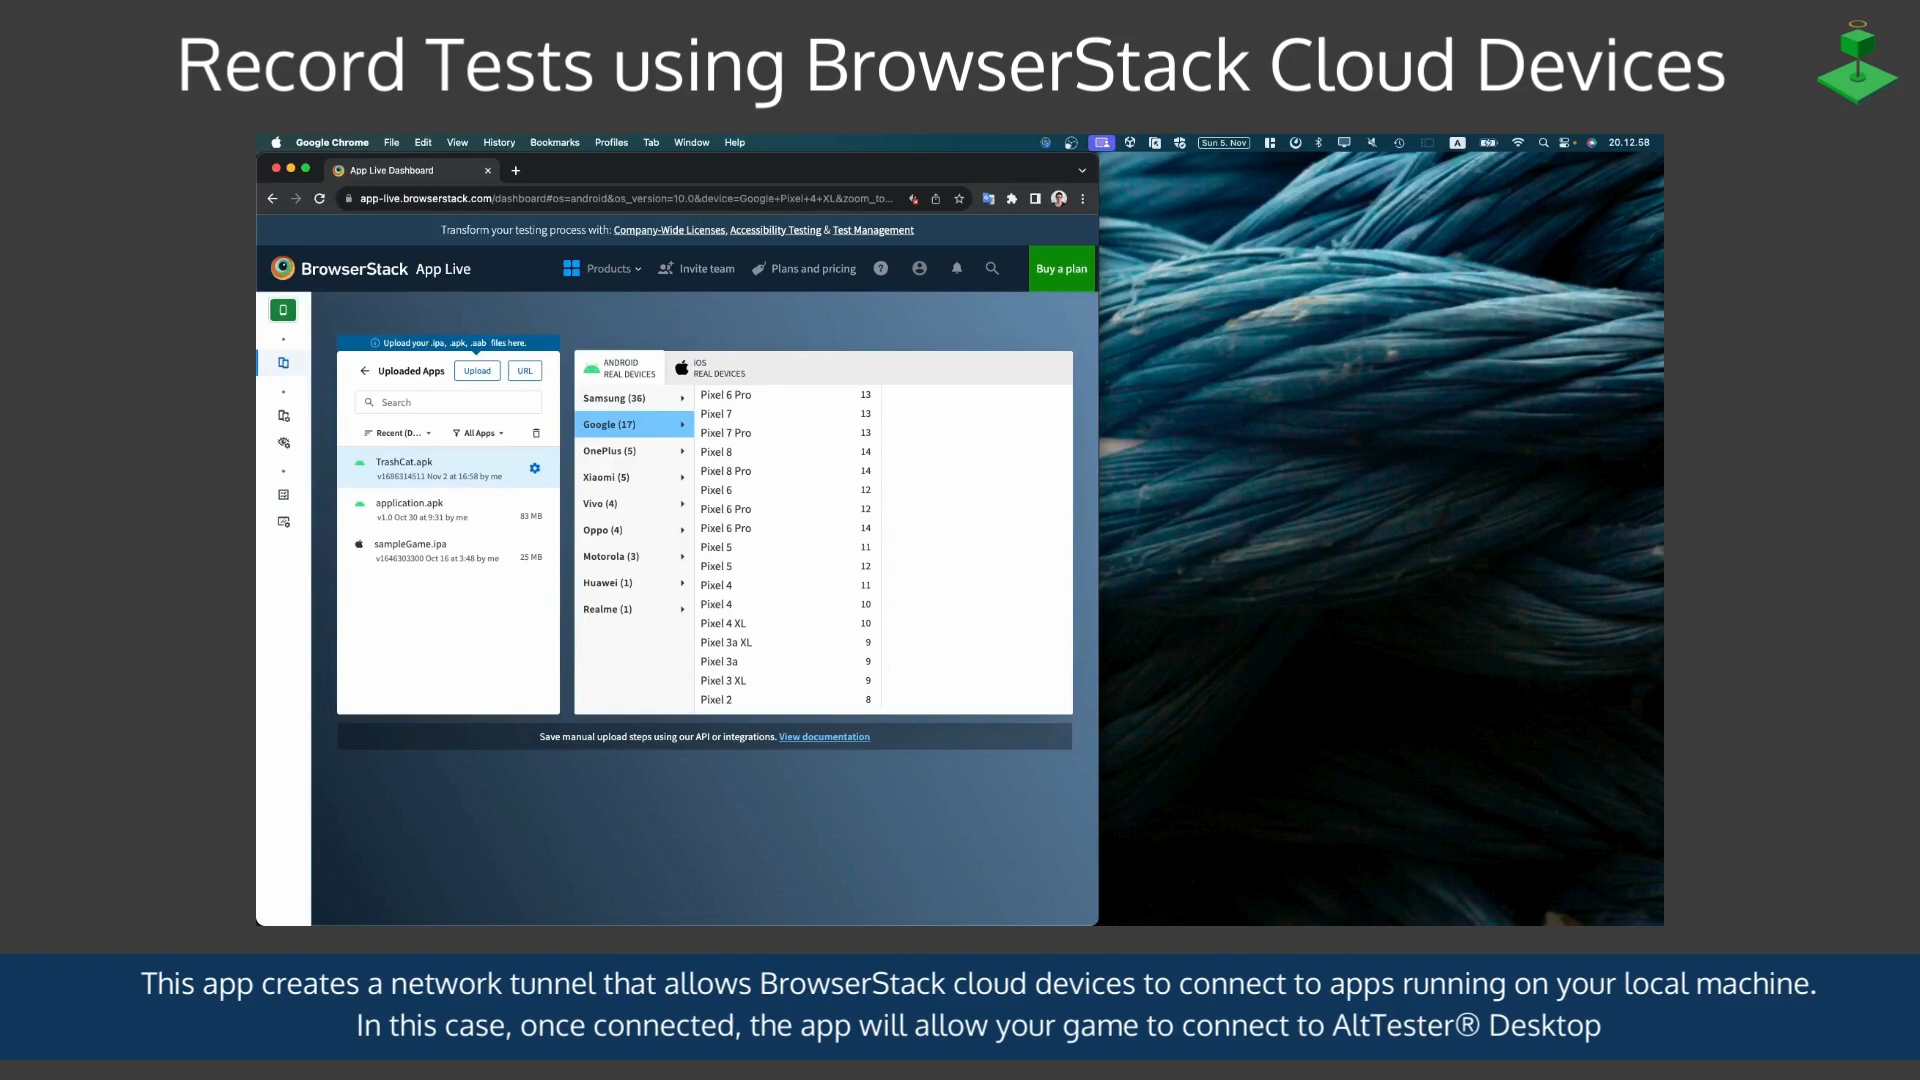 Record Tests using BrowserStack Cloud Devices
Google Chrome File Edit View History Bookmarks Profiles Tab Window Help
Sun 5. Nov
A
20.12.58
App Live Dashboard
app-live.browserstack.com/dashboard#os=android&os_version=10.0&device=Google+Pixel+4+XL&zoom_to...
Transform your testing process with: Company-Wide Licenses, Accessibility Testing & Test Management
BrowserStack App Live
Products
Invite team
Plans and pricing
Buy a plan
Upload your .ipa, .apk, .aab files here.
Uploaded Apps
Upload
URL
Search
Recent (D...
All Apps
TrashCat.apk
v1686314511 Nov 2 at 16:58 by me
application.apk
v1.0 Oct 30 at 9:31 by me
83 MB
sampleGame.ipa
v1646303300 Oct 16 at 3:48 by me
25 MB
ANDROID
REAL DEVICES
iOS
REAL DEVICES
Samsung (36)
Google (17)
OnePlus (5)
Xiaomi (5)
Vivo (4)
Oppo (4)
Motorola (3)
Huawei (1)
Realme (1)
Pixel 6 Pro 13
Pixel 7 13
Pixel 7 Pro 13
Pixel 8 14
Pixel 8 Pro 14
Pixel 6 12
Pixel 6 Pro 12
Pixel 6 Pro 14
Pixel 5 11
Pixel 5 12
Pixel 4 11
Pixel 4 10
Pixel 4 XL 10
Pixel 3a XL 9
Pixel 3a 9
Pixel 3 XL 9
Pixel 2 8
Save manual upload steps using our API or integrations. View documentation
This app creates a network tunnel that allows BrowserStack cloud devices to connect to apps running on your local machine.
In this case, once connected, the app will allow your game to connect to AltTester® Desktop